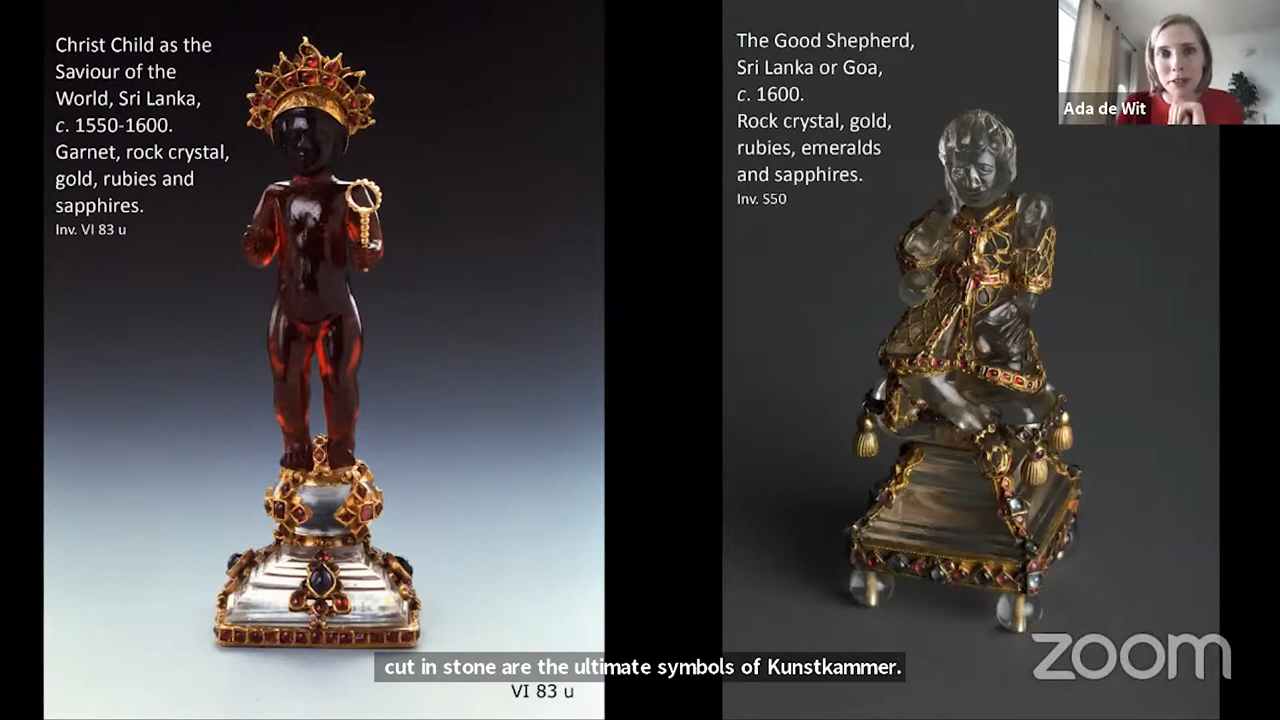 Christ Child as the
Saviour of the
World, Sri Lanka,
c. 1550-1600.
Garnet, rock crystal,
gold, rubies and
sapphires.
Inv. VI 83 u
The Good Shepherd,
Sri Lanka or Goa,
c. 1600.
Rock crystal, gold,
rubies, emeralds
and sapphires.
Inv. S50
Ada de Wit
cut in stone are the ultimate symbols of Kunstkammer.
VI 83 u
zoom